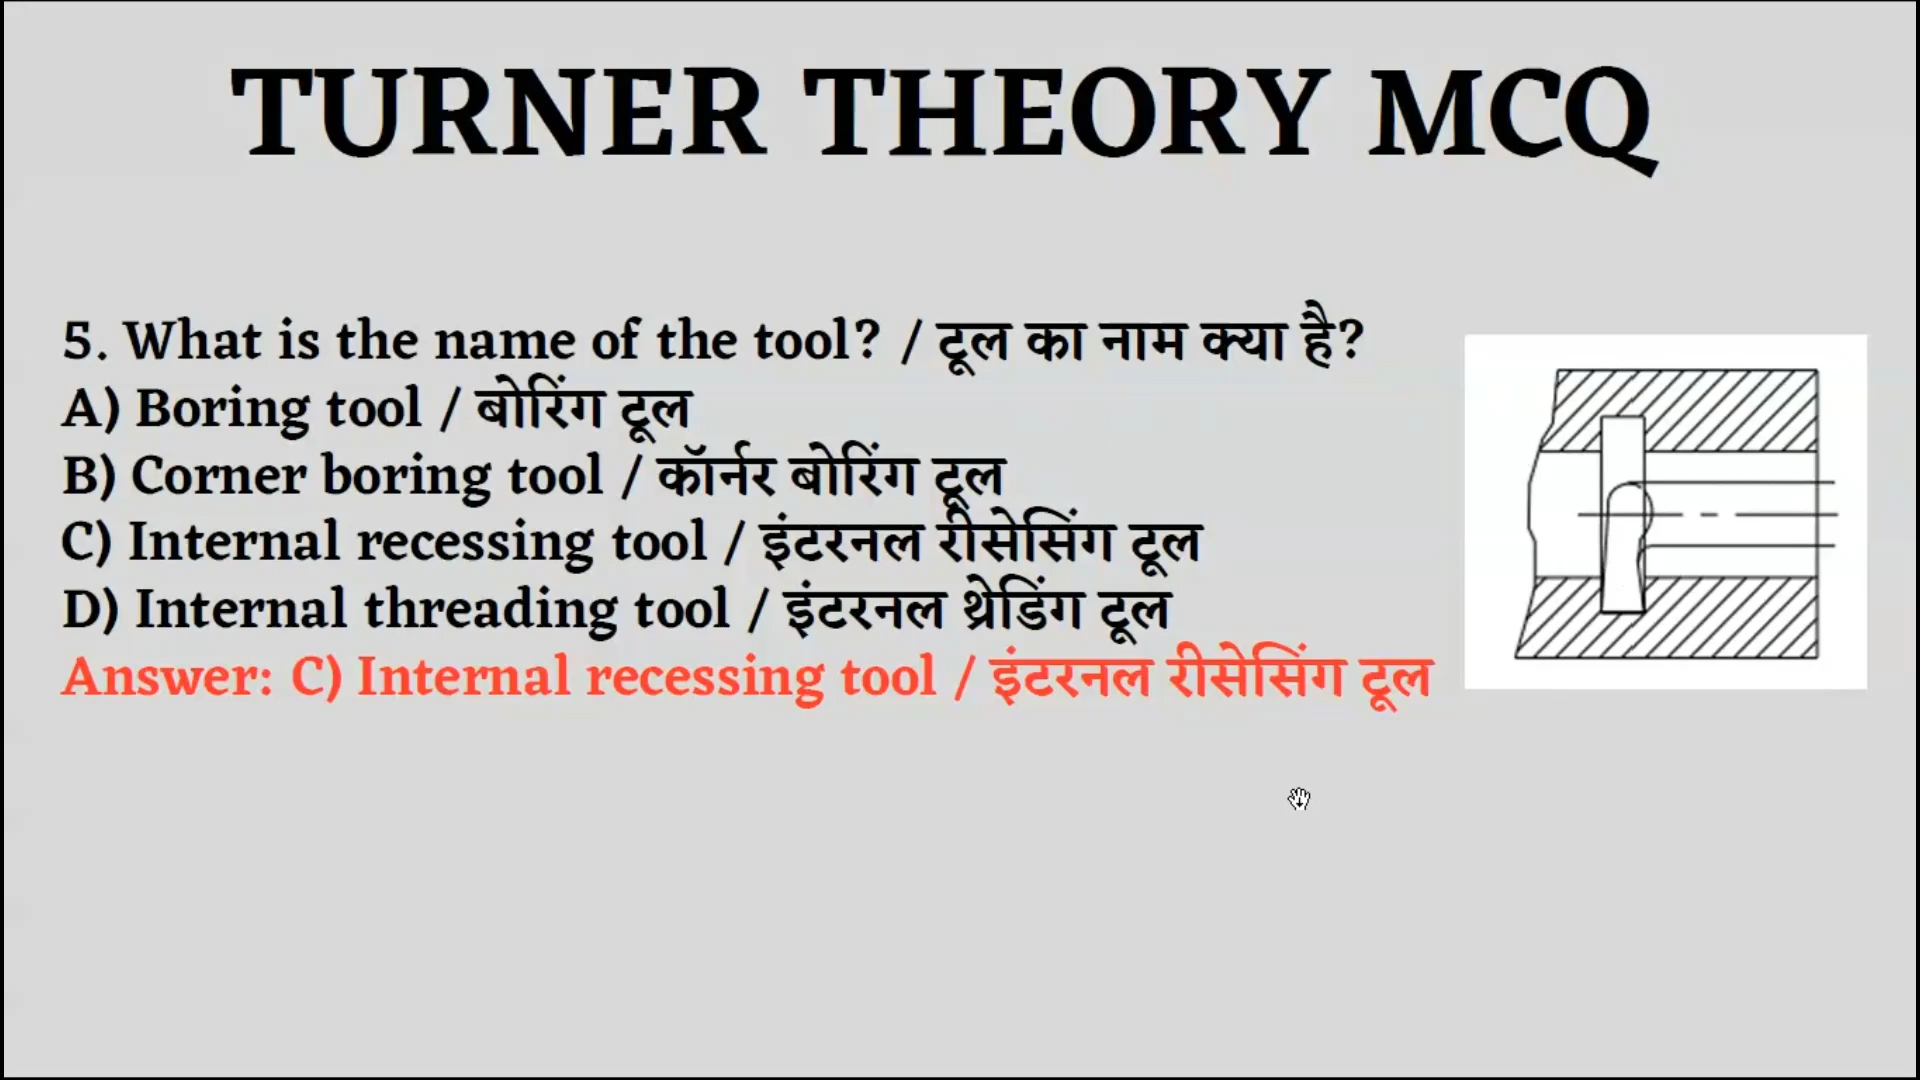 TURNER THEORY MCQ
5. What is the name of the tool? / टूल का नाम क्या है?
A) Boring tool / बोरिंग टूल
B) Corner boring tool / कॉर्नर बोरिंग टूल
C) Internal recessing tool / इंटरनल रीसेसिंग टूल
D) Internal threading tool / इंटरनल थ्रेडिंग टूल
Answer: C) Internal recessing tool / इंटरनल रीसेसिंग टूल